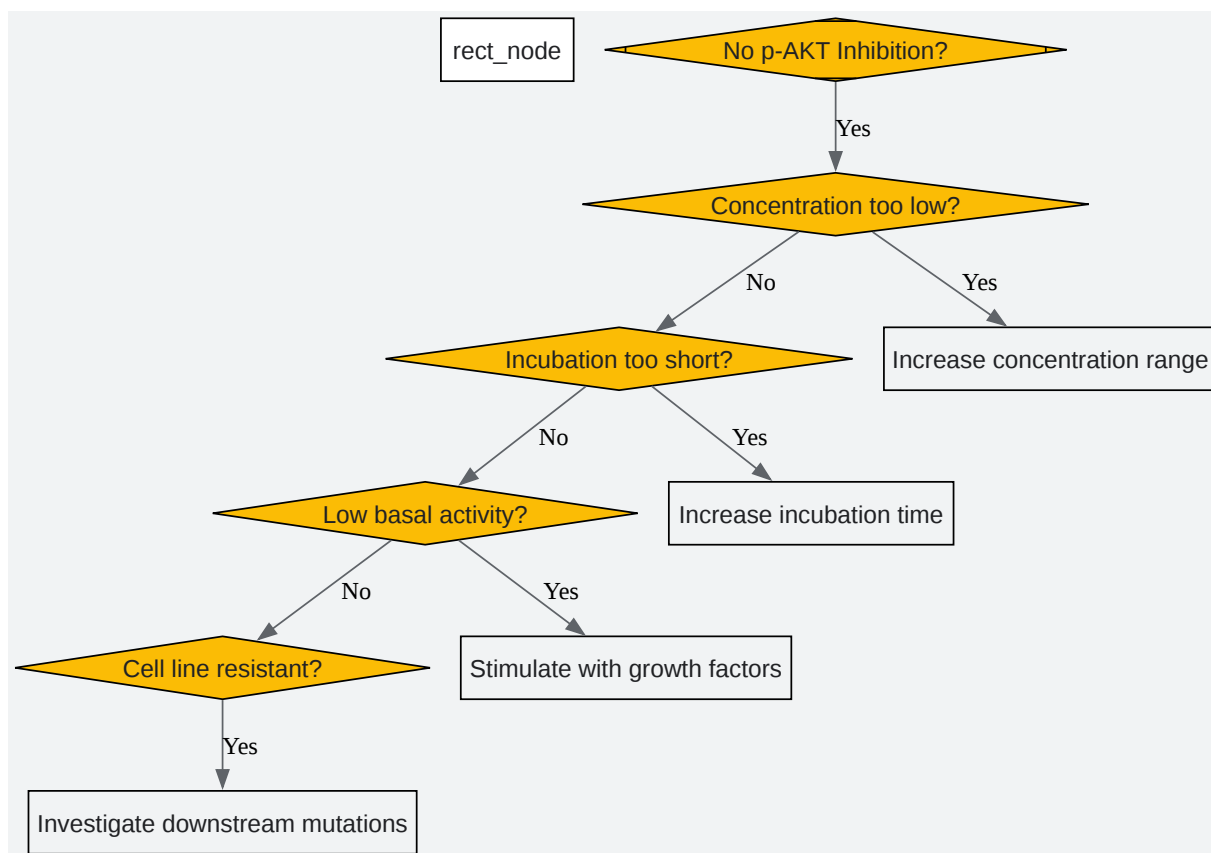 rect_node
No p-AKT Inhibition?
Yes
Concentration too low?
No
Yes
Incubation too short?
Increase concentration range
No
Yes
Low basal activity?
Increase incubation time
No
Yes
Cell line resistant?
Stimulate with growth factors
Yes
Investigate downstream mutations